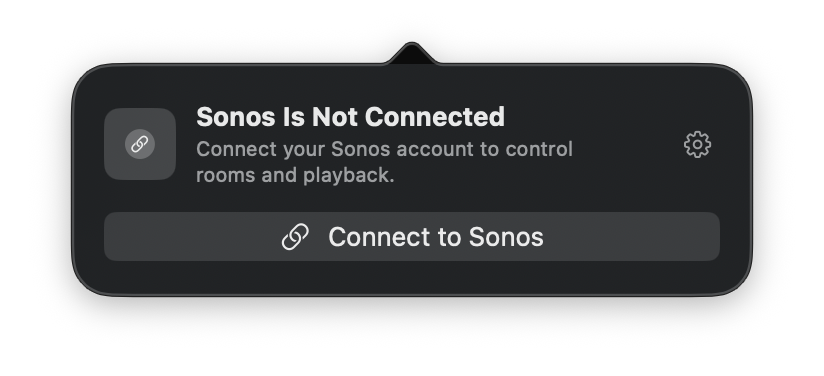 Sonos Is Not Connected
Connect your Sonos account to control
rooms and playback.
Connect to Sonos